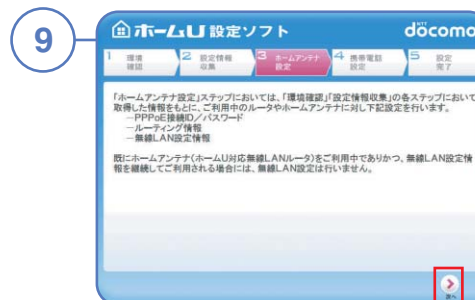 9
ホームU 設定ソフト
NTT
döcomo
1 環境確認
2 設定情報収集
3 ホームアンテナ設定
4 携帯電話設定
5 設定完了
「ホームアンテナ設定」ステップにおいては、「環境確認」「設定情報収集」の各ステップにおいて
取得した情報をもとに、ご利用中のルータやホームアンテナに対し下記設定を行います。
－PPPoE接続ID／パスワード
－ルーティング情報
－無線LAN設定情報
既にホームアンテナ(ホームU対応無線LANルータ)をご利用中でありかつ、無線LAN設定情
報を継続してご利用される場合には、無線LAN設定は行いません。
次へ